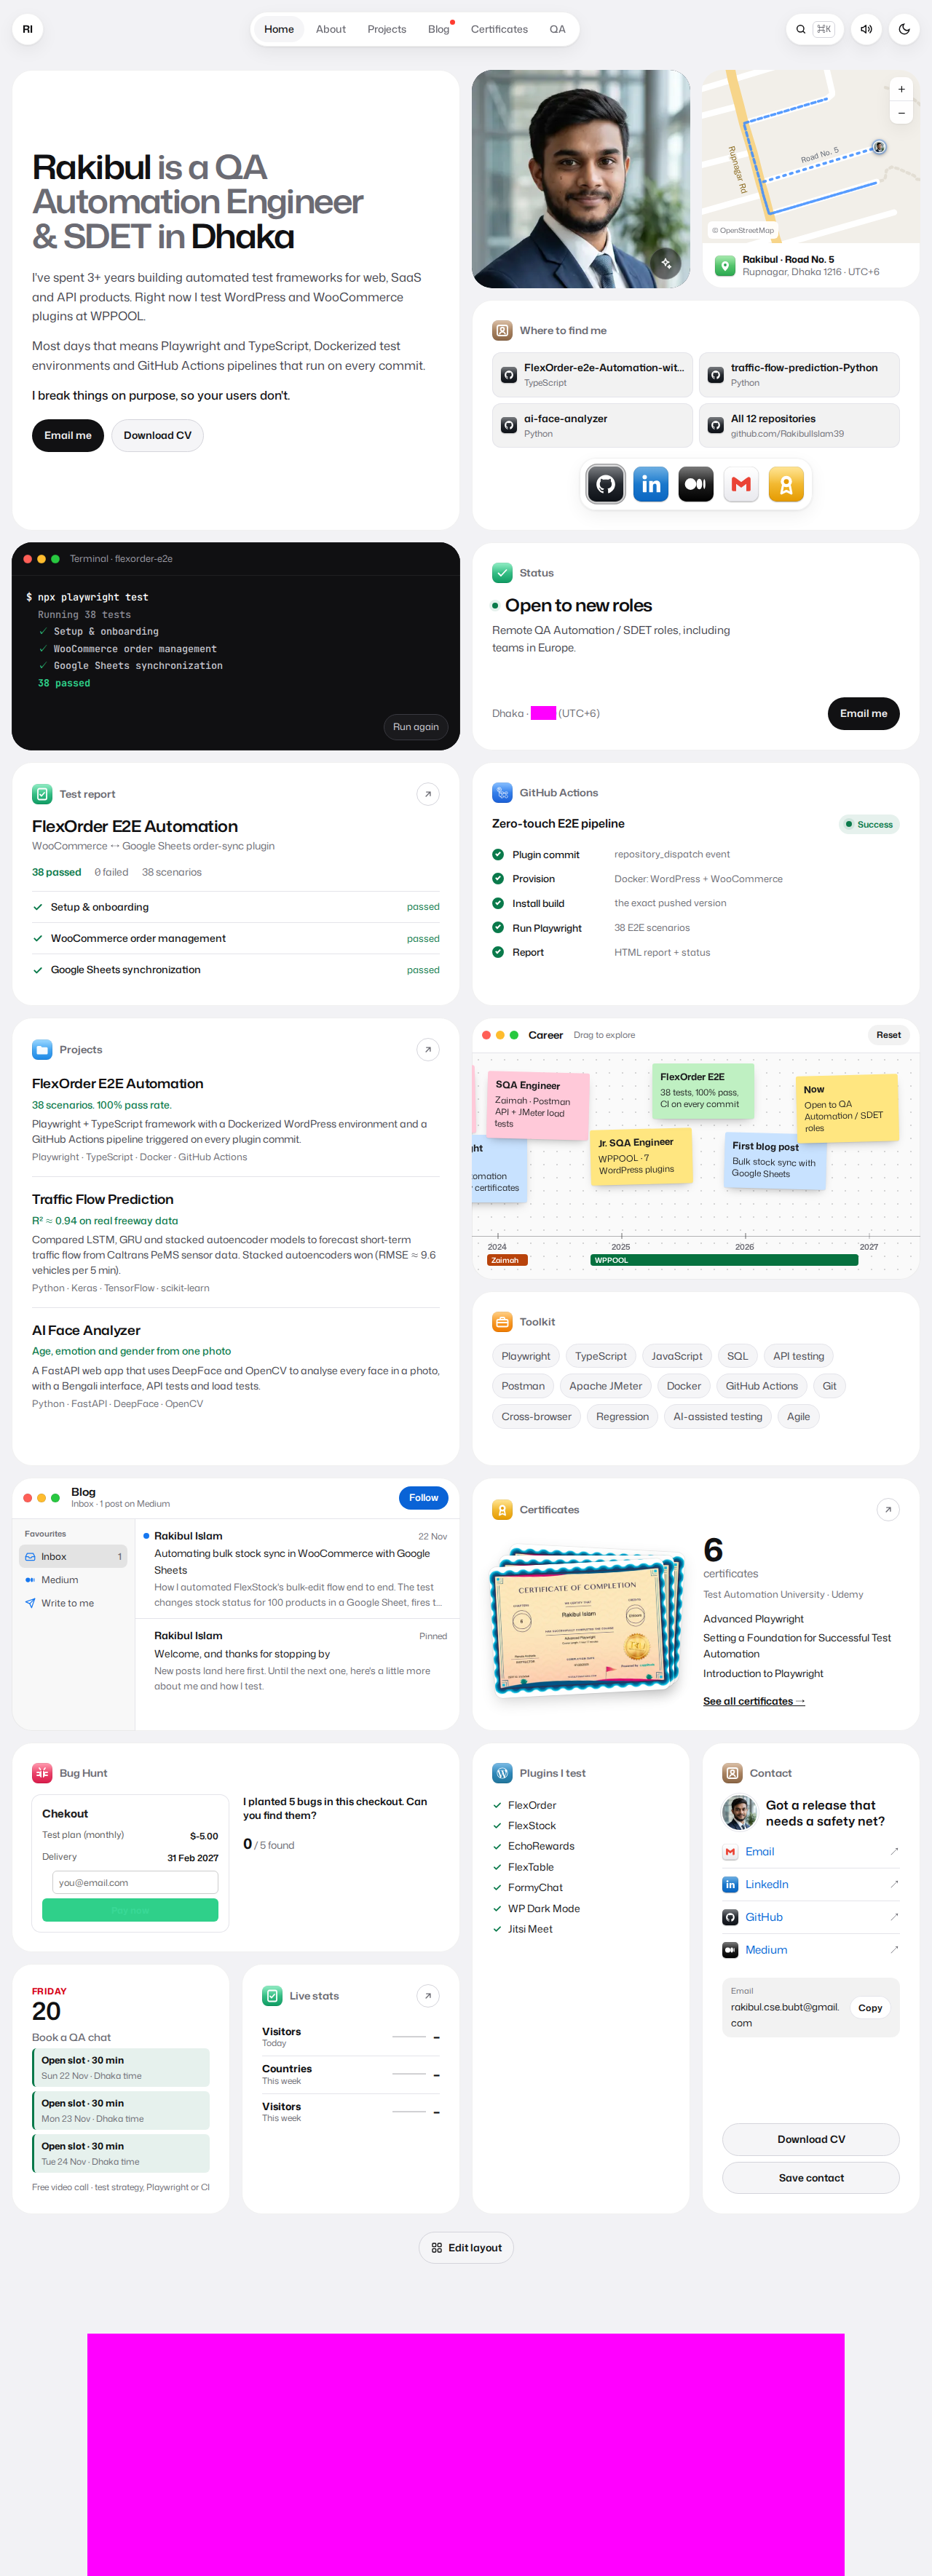 RI
Home
About
Projects
Blog
Certificates
QA
⌘K
Rakibul is a QA
Automation Engineer
& SDET in Dhaka
I've spent 3+ years building automated test frameworks for web, SaaS
and API products. Right now I test WordPress and WooCommerce
plugins at WPPOOL.
Most days that means Playwright and TypeScript, Dockerized test
environments and GitHub Actions pipelines that run on every commit.
I break things on purpose, so your users don't.
Email me
Download CV
Rupnagar Rd
Road No. 5
+
−
© OpenStreetMap
Rakibul · Road No. 5
Rupnagar, Dhaka 1216 · UTC+6
Where to find me
FlexOrder-e2e-Automation-wit...
TypeScript
traffic-flow-prediction-Python
Python
ai-face-analyzer
Python
All 12 repositories
github.com/RakibulIslam39
Terminal · flexorder-e2e
$ npx playwright test
Running 38 tests
✓ Setup & onboarding
✓ WooCommerce order management
✓ Google Sheets synchronization
38 passed
Run again
Status
Open to new roles
Remote QA Automation / SDET roles, including
teams in Europe.
Dhaka · (UTC+6)
Email me
Test report
FlexOrder E2E Automation
WooCommerce ↔ Google Sheets order-sync plugin
38 passed 0 failed 38 scenarios
Setup & onboarding passed
WooCommerce order management passed
Google Sheets synchronization passed
GitHub Actions
Zero-touch E2E pipeline
Success
Plugin commit repository_dispatch event
Provision Docker: WordPress + WooCommerce
Install build the exact pushed version
Run Playwright 38 E2E scenarios
Report HTML report + status
Projects
FlexOrder E2E Automation
38 scenarios. 100% pass rate.
Playwright + TypeScript framework with a Dockerized WordPress environment and a
GitHub Actions pipeline triggered on every plugin commit.
Playwright · TypeScript · Docker · GitHub Actions
Traffic Flow Prediction
R² ≈ 0.94 on real freeway data
Compared LSTM, GRU and stacked autoencoder models to forecast short-term
traffic flow from Caltrans PeMS sensor data. Stacked autoencoders won (RMSE ≈ 9.6
vehicles per 5 min).
Python · Keras · TensorFlow · scikit-learn
AI Face Analyzer
Age, emotion and gender from one photo
A FastAPI web app that uses DeepFace and OpenCV to analyse every face in a photo,
with a Bengali interface, API tests and load tests.
Python · FastAPI · DeepFace · OpenCV
Career
Drag to explore
Reset
SQA Engineer
Zaimah · Postman
API + JMeter load
tests
FlexOrder E2E
38 tests, 100% pass,
CI on every commit
Now
Open to QA
Automation / SDET
roles
ght
omation
certificates
Jr. SQA Engineer
WPPOOL · 7
WordPress plugins
First blog post
Bulk stock sync with
Google Sheets
2024 2025 2026 2027
Zaimah
WPPOOL
Toolkit
Playwright TypeScript JavaScript SQL API testing
Postman Apache JMeter Docker GitHub Actions Git
Cross-browser Regression AI-assisted testing Agile
Blog
Inbox · 1 post on Medium
Follow
Favourites
Inbox 1
Medium
Write to me
Rakibul Islam 22 Nov
Automating bulk stock sync in WooCommerce with Google
Sheets
How I automated FlexStock's bulk-edit flow end to end. The test
changes stock status for 100 products in a Google Sheet, fires t...
Rakibul Islam Pinned
Welcome, and thanks for stopping by
New posts land here first. Until the next one, here's a little more
about me and how I test.
Certificates
CERTIFICATE OF COMPLETION
Rakibul Islam
6
certificates
Test Automation University · Udemy
Advanced Playwright
Setting a Foundation for Successful Test
Automation
Introduction to Playwright
See all certificates →
Bug Hunt
Chekout
Test plan (monthly) $-5.00
Delivery 31 Feb 2027
you@email.com
Pay now
I planted 5 bugs in this checkout. Can
you find them?
0 / 5 found
Plugins I test
FlexOrder
FlexStock
EchoRewards
FlexTable
FormyChat
WP Dark Mode
Jitsi Meet
Contact
Got a release that
needs a safety net?
Email ↗
LinkedIn ↗
GitHub ↗
Medium ↗
Email
rakibul.cse.bubt@gmail.
com
Copy
Download CV
Save contact
FRIDAY
20
Book a QA chat
Open slot · 30 min
Sun 22 Nov · Dhaka time
Open slot · 30 min
Mon 23 Nov · Dhaka time
Open slot · 30 min
Tue 24 Nov · Dhaka time
Free video call · test strategy, Playwright or CI
Live stats
Visitors –
Today
Countries –
This week
Visitors –
This week
Edit layout